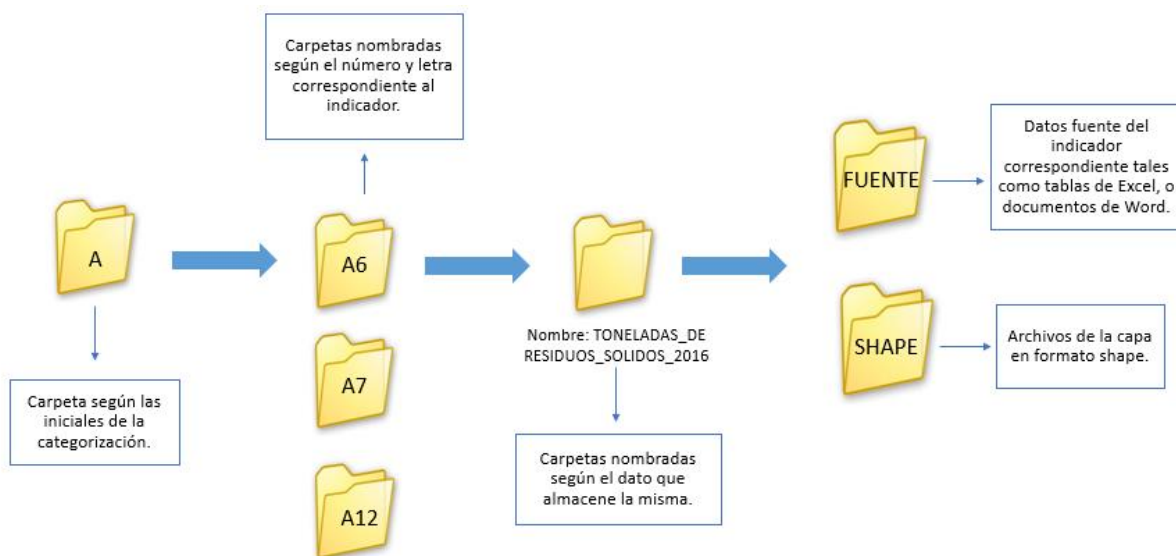 Carpetas nombradas
según el número y letra
correspondiente al
indicador.
A
Carpeta según las
iniciales de la
categorización.
A6
A7
A12
Nombre: TONELADAS_DE
RESIDUOS_SOLIDOS_2016
Carpetas nombradas
según el dato que
almacene la misma.
FUENTE
Datos fuente del
indicador
correspondiente tales
como tablas de Excel, o
documentos de Word.
SHAPE
Archivos de la capa
en formato shape.